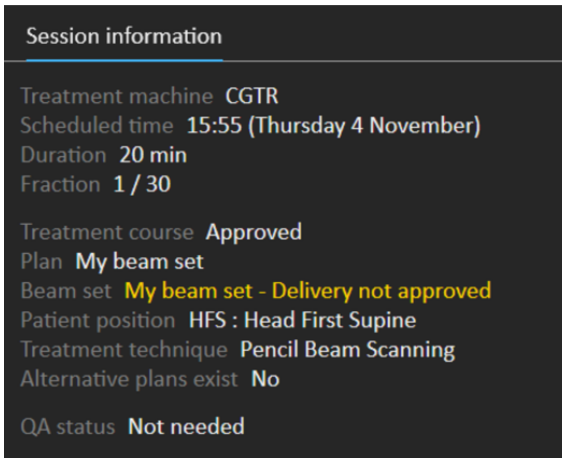 Session information
Treatment machine CGTR
Scheduled time 15:55 (Thursday 4 November)
Duration 20 min
Fraction 1 / 30
Treatment course Approved
Plan My beam set
Beam set My beam set - Delivery not approved
Patient position HFS : Head First Supine
Treatment technique Pencil Beam Scanning
Alternative plans exist No
QA status Not needed